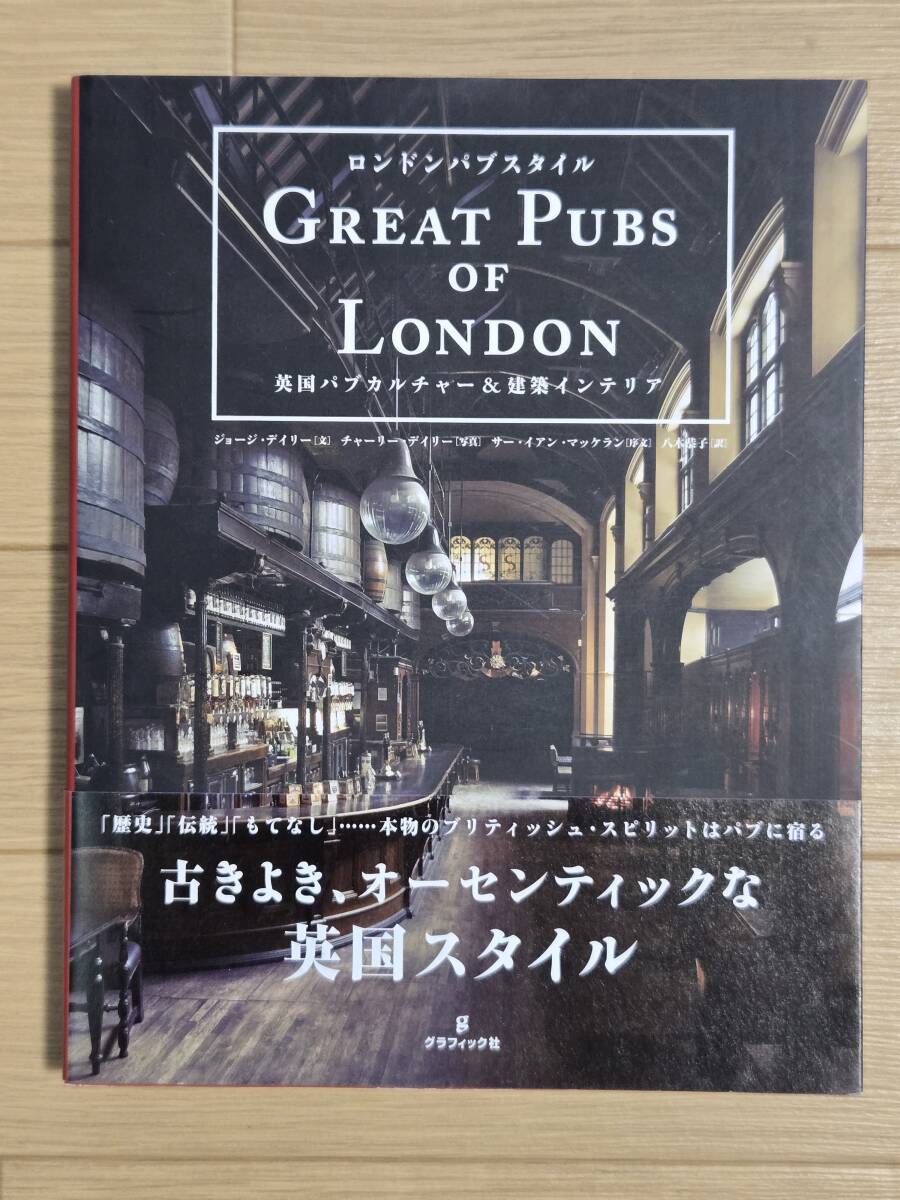 ロンドンパブスタイル
GREAT PUBS
OF
LONDON
英国パブカルチャー&建築インテリア
ジョージ・デイリー[文] チャーリー・デイリー[写真] サー・イアン・マッケラン[序文] 八木恭子[訳]
「歴史」「伝統」「もてなし」……本物のブリティッシュ・スピリットはパブに宿る
古きよき、オーセンティックな
英国スタイル
g
グラフィック社